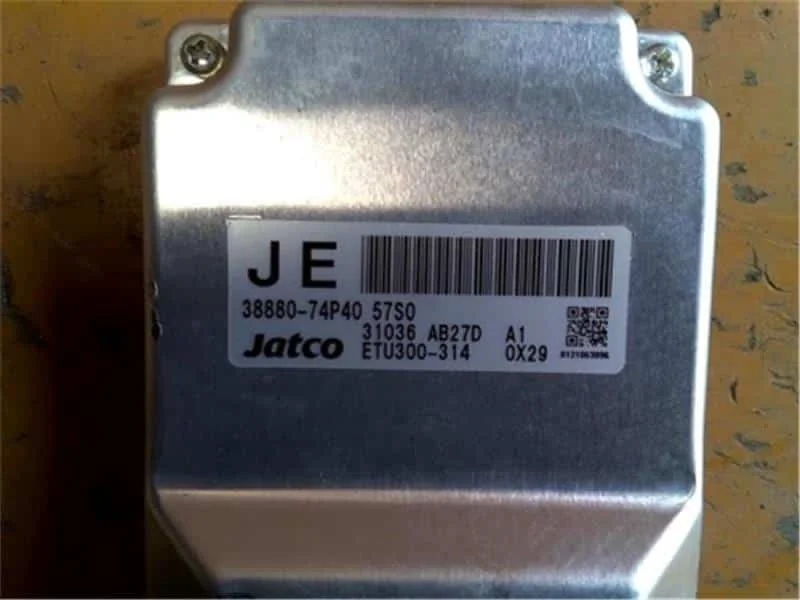 JE
38880-74P40 57S0
31036 AB27D A1
Jatco ETU300-314 0X29